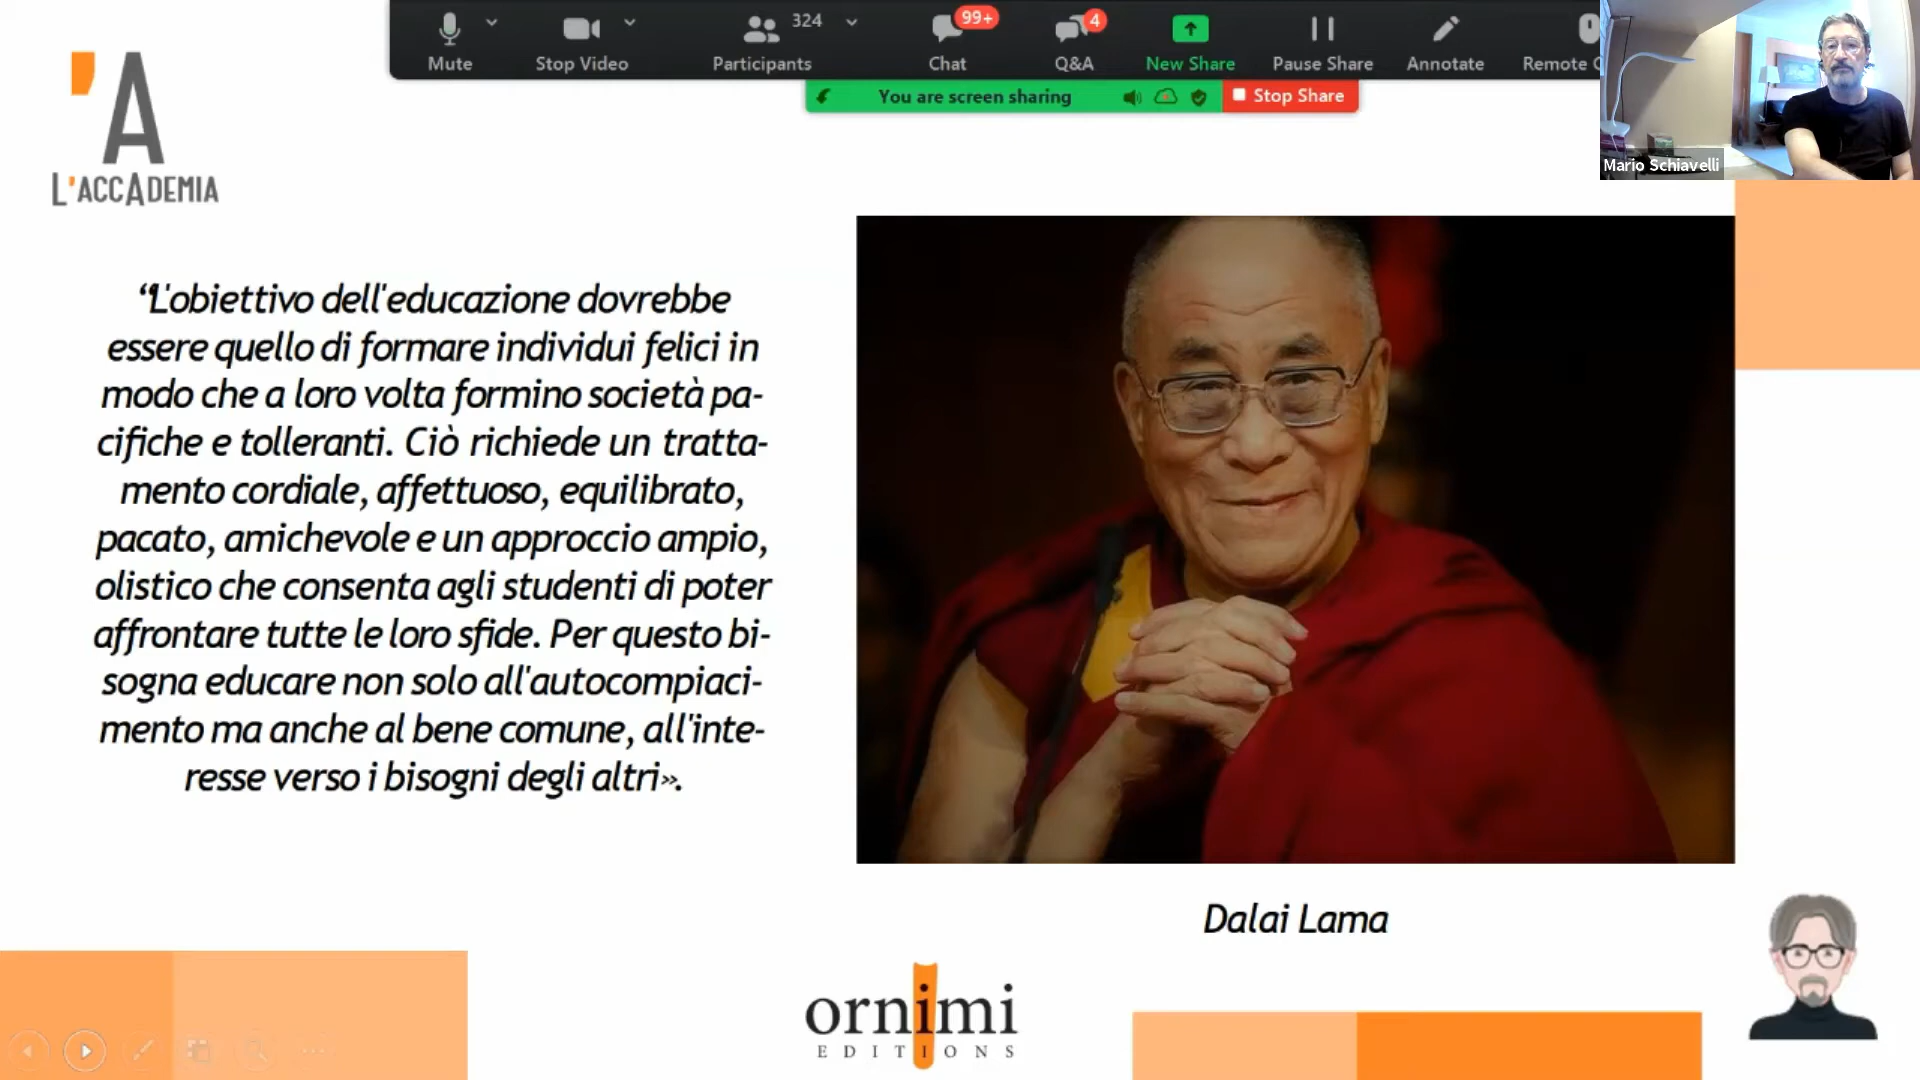 324
99+
4
Mute
Stop Video
Participants
Chat
Q&A
New Share
Pause Share
Annotate
Remote
You are screen sharing
Stop Share
Mario Schiavelli
'A
L'ACCADEMIA
“L'obiettivo dell'educazione dovrebbe
essere quello di formare individui felici in
modo che a loro volta formino società pa-
cifiche e tolleranti. Ciò richiede un tratta-
mento cordiale, affettuoso, equilibrato,
pacato, amichevole e un approccio ampio,
olistico che consenta agli studenti di poter
affrontare tutte le loro sfide. Per questo bi-
sogna educare non solo all'autocompiaci-
mento ma anche al bene comune, all'inte-
resse verso i bisogni degli altri».
Dalai Lama
ornimi
EDITIONS